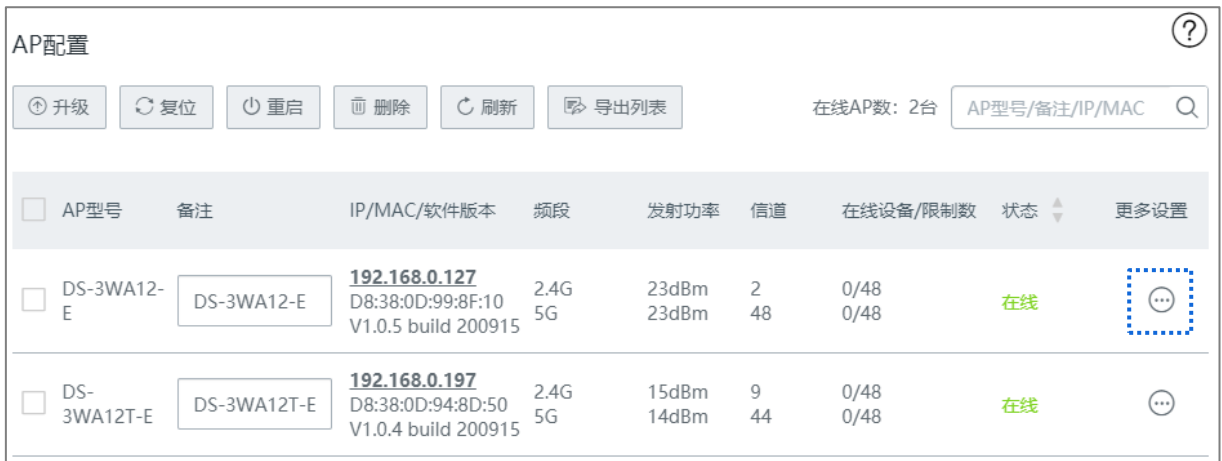 AP配置
升级 复位 重启 删除 刷新 导出列表 在线AP数：2台 AP型号/备注/IP/MAC
AP型号 备注 IP/MAC/软件版本 频段 发射功率 信道 在线设备/限制数 状态 更多设置
DS-3WA12-E DS-3WA12-E 192.168.0.127 2.4G 23dBm 2 0/48 在线
D8:38:0D:99:8F:10 5G 23dBm 48 0/48
V1.0.5 build 200915
DS-3WA12T-E DS-3WA12T-E 192.168.0.197 2.4G 15dBm 9 0/48 在线
D8:38:0D:94:8D:50 5G 14dBm 44 0/48
V1.0.4 build 200915